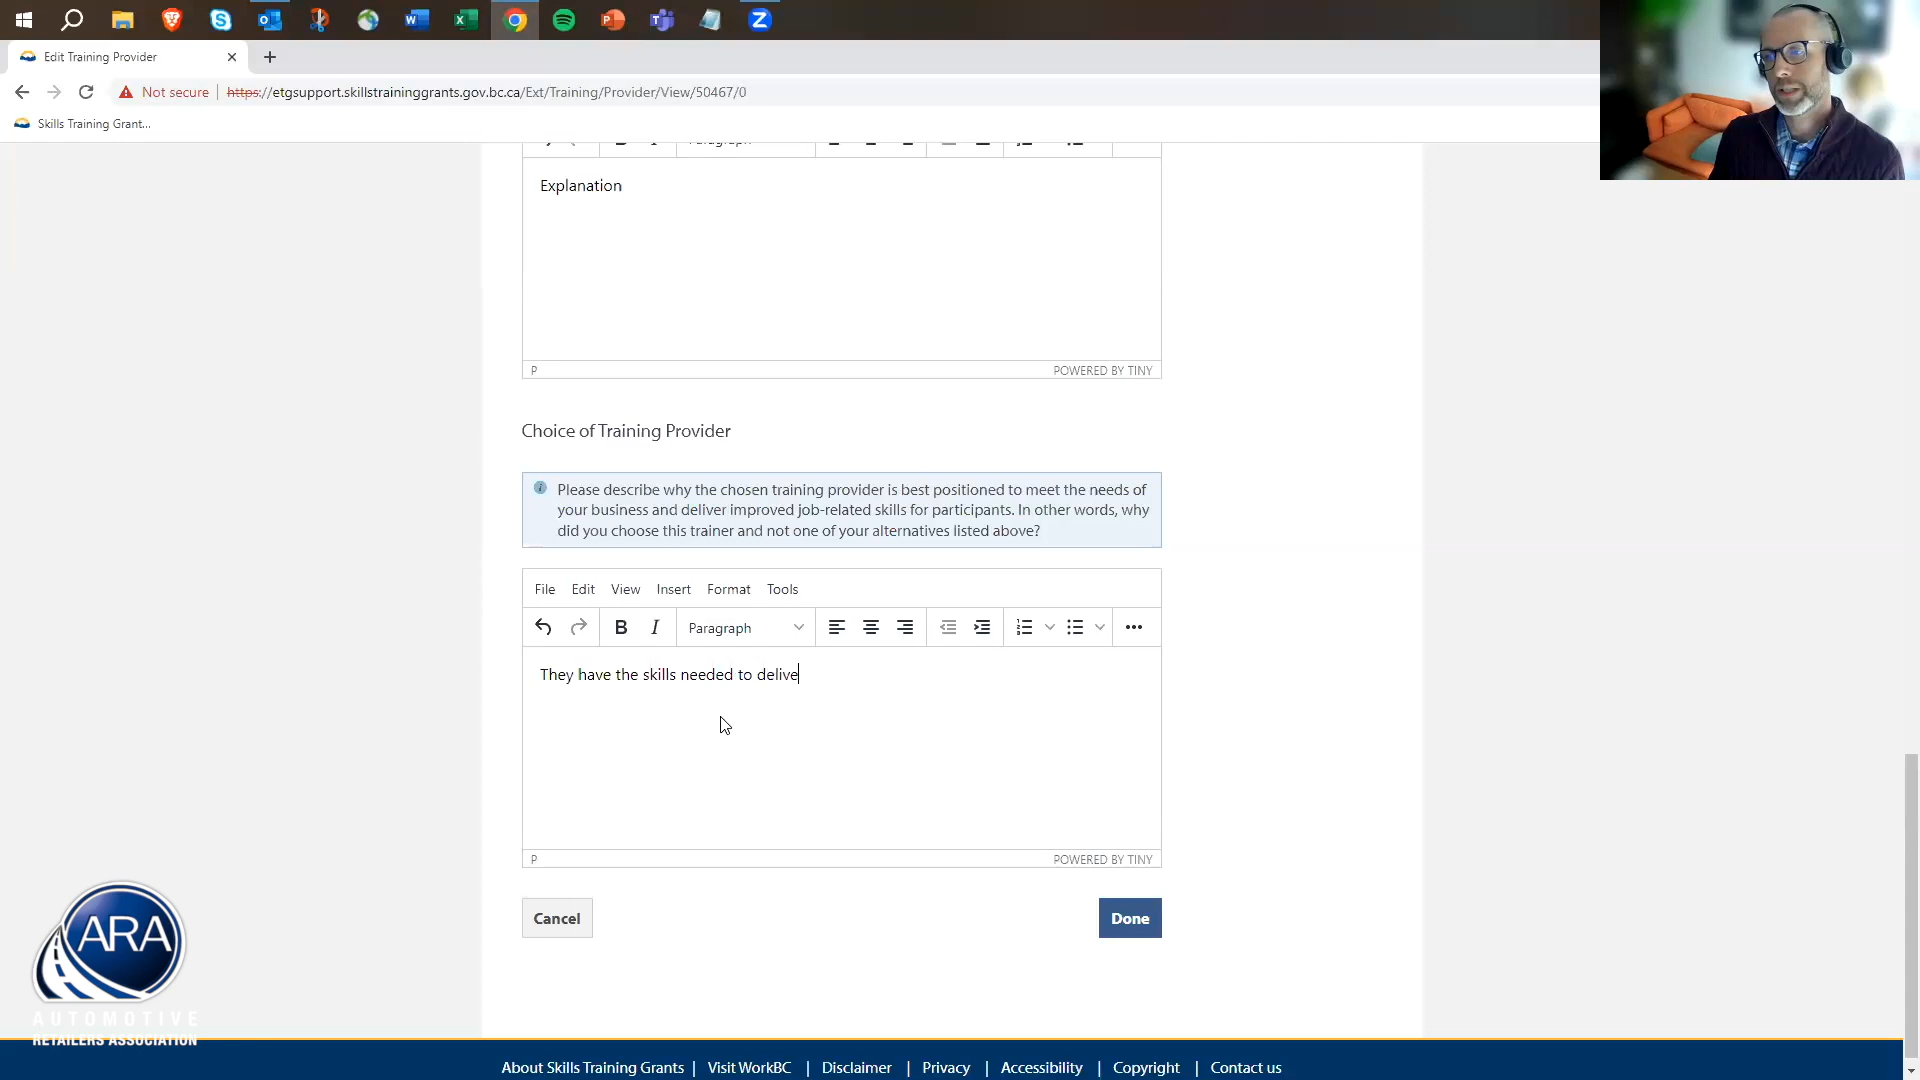 Edit Training Provider
Not secure
https://etgsupport.skillstraininggrants.gov.bc.ca/Ext/Training/Provider/View/50467/0
Skills Training Grant...
Paragraph
Explanation
P
POWERED BY TINY
Choice of Training Provider
Please describe why the chosen training provider is best positioned to meet the needs of
your business and deliver improved job-related skills for participants. In other words, why
did you choose this trainer and not one of your alternatives listed above?
File Edit View Insert Format Tools
B I Paragraph
They have the skills needed to delive
P
POWERED BY TINY
Cancel
Done
ARA
AUTOMOTIVE
RETAILERS ASSOCIATION
About Skills Training Grants | Visit WorkBC | Disclaimer | Privacy | Accessibility | Copyright | Contact us